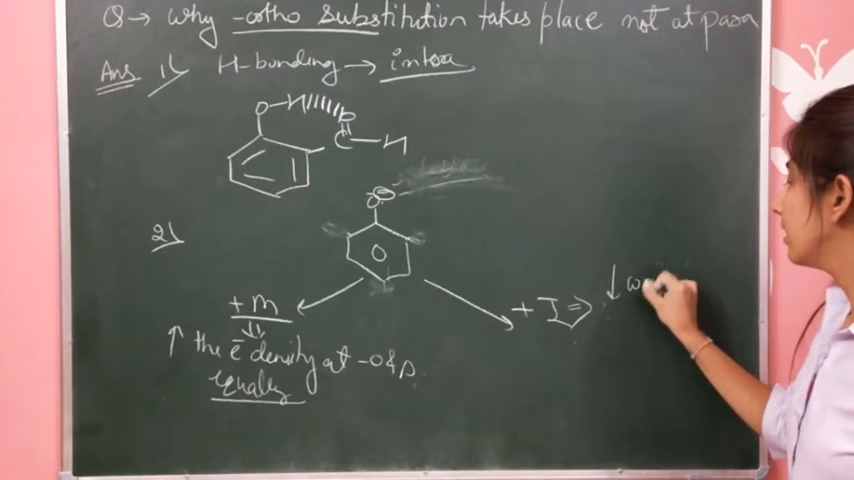 Q → why -ortho substitution takes place not at para
Ans 1) H-bonding → intra
O-H O
C-H
2)
O⊖
+m
+ I ⇒ ↓
↑ the e̅ density at -O & p
equally